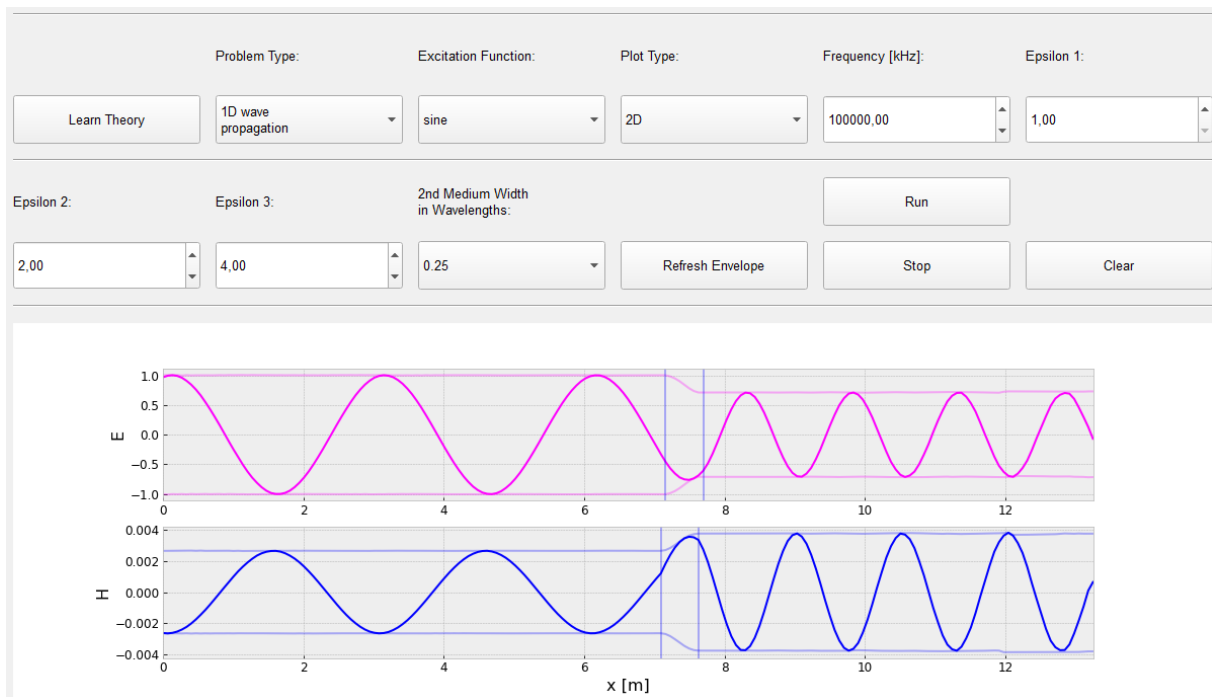 Problem Type:
Excitation Function:
Plot Type:
Frequency [kHz]:
Epsilon 1:
Learn Theory
1D wave
propagation
sine
2D
100000,00
1,00
Epsilon 2:
Epsilon 3:
2nd Medium Width
in Wavelengths:
Run
2,00
4,00
0.25
Refresh Envelope
Stop
Clear
1.0
0.5
0.0
−0.5
−1.0
E
0 2 4 6 8 10 12
0.004
0.002
0.000
−0.002
−0.004
H
0 2 4 6 8 10 12
x [m]